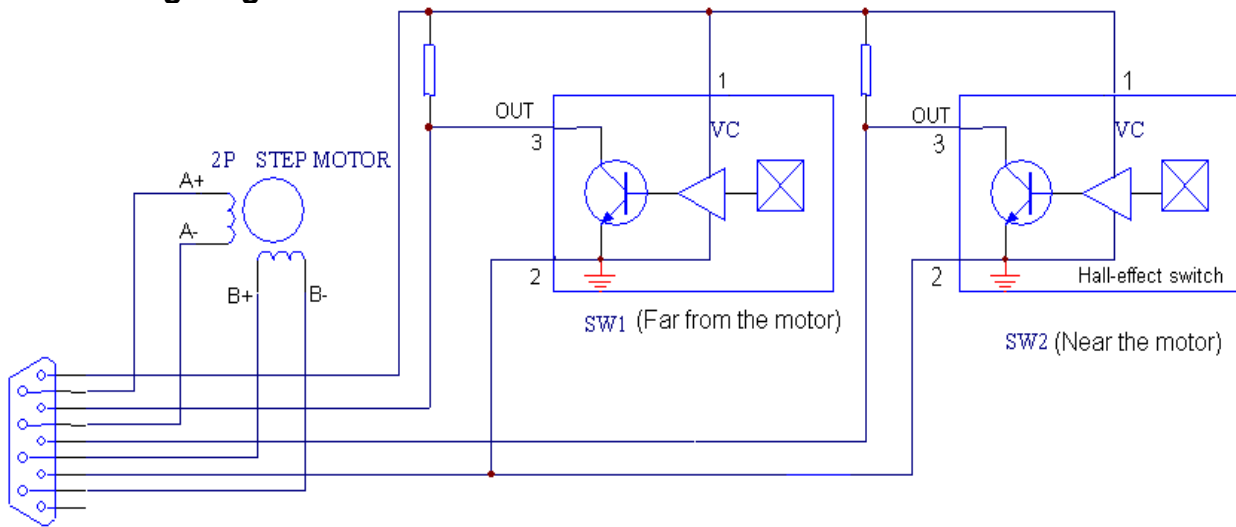 1
1
OUT
3
VC
OUT
3
VC
2P STEP MOTOR
A+
A-
B+
B-
2
2
Hall-effect switch
SW1 (Far from the motor)
SW2 (Near the motor)